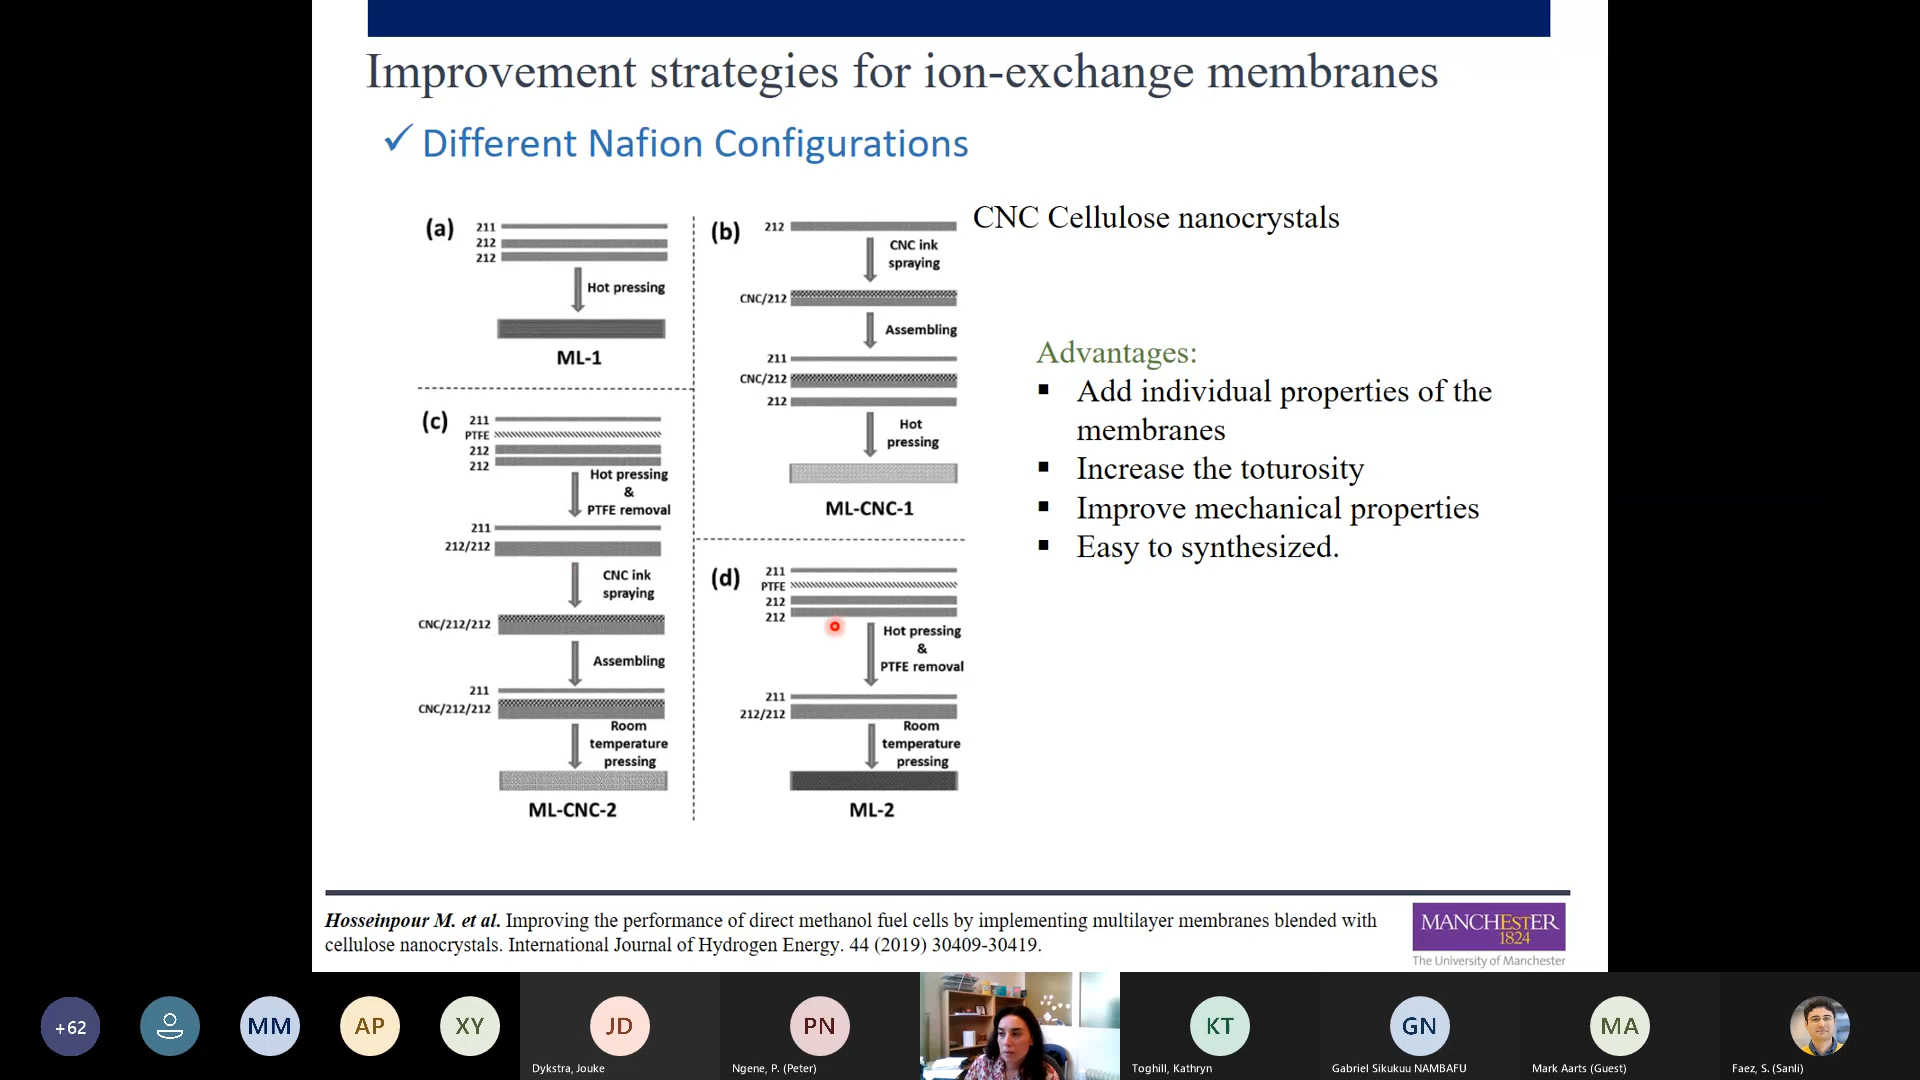 Improvement strategies for ion-exchange membranes
✓ Different Nafion Configurations
(a)
211
212
212
Hot pressing
ML-1
(b)
212
CNC ink
spraying
CNC/212
Assembling
211
CNC/212
212
Hot
pressing
ML-CNC-1
(c)
211
PTFE
212
212
Hot pressing
&
PTFE removal
211
212/212
CNC ink
spraying
CNC/212/212
Assembling
211
CNC/212/212
Room
temperature
pressing
ML-CNC-2
(d)
211
PTFE
212
212
Hot pressing
&
PTFE removal
211
212/212
Room
temperature
pressing
ML-2
CNC Cellulose nanocrystals
Advantages:
▪ Add individual properties of the
membranes
▪ Increase the toturosity
▪ Improve mechanical properties
▪ Easy to synthesized.
Hosseinpour M. et al. Improving the performance of direct methanol fuel cells by implementing multilayer membranes blended with
cellulose nanocrystals. International Journal of Hydrogen Energy. 44 (2019) 30409-30419.
MANCHESTER
1824
The University of Manchester
+62
MM
AP
XY
JD
Dykstra, Jouke
PN
Ngene, P. (Peter)
KT
Toghill, Kathryn
GN
Gabriel Sikukuu NAMBAFU
MA
Mark Aarts (Guest)
Faez, S. (Sanli)